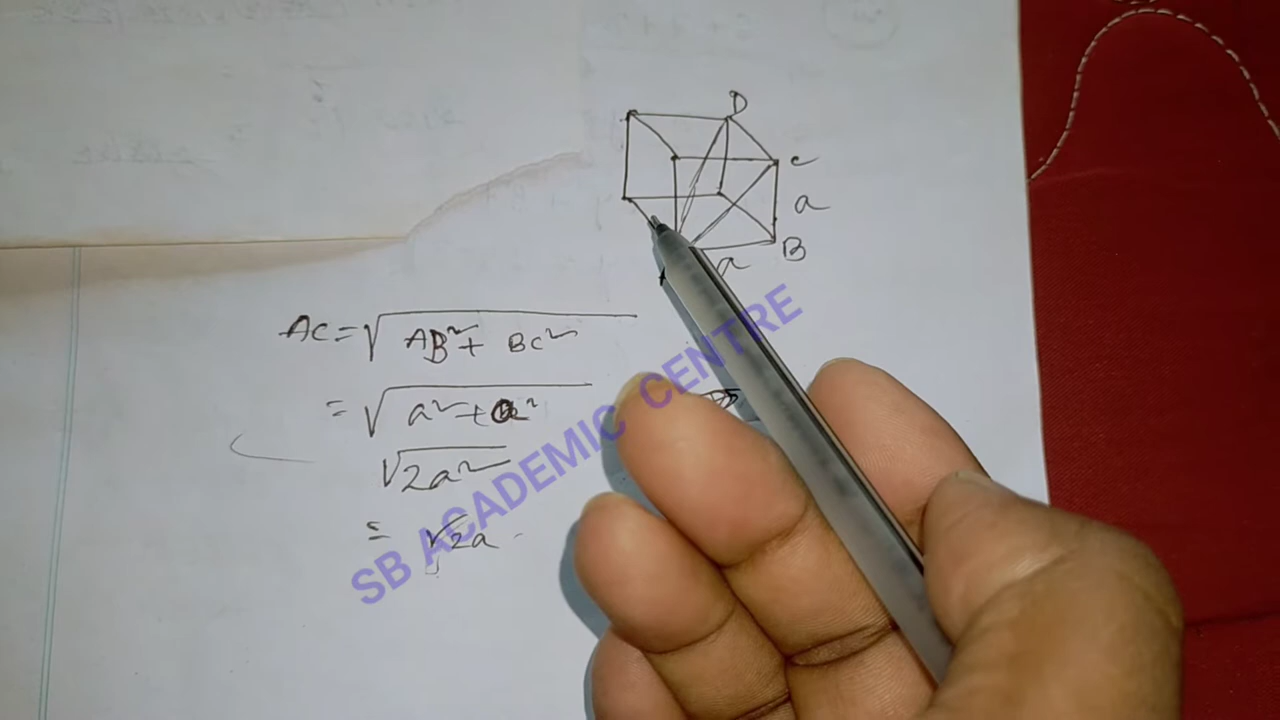 D
C
a
B
a
AC = √AB² + BC²
= √a² + a²
√2a²
= √2a
SB ACADEMIC CENTRE